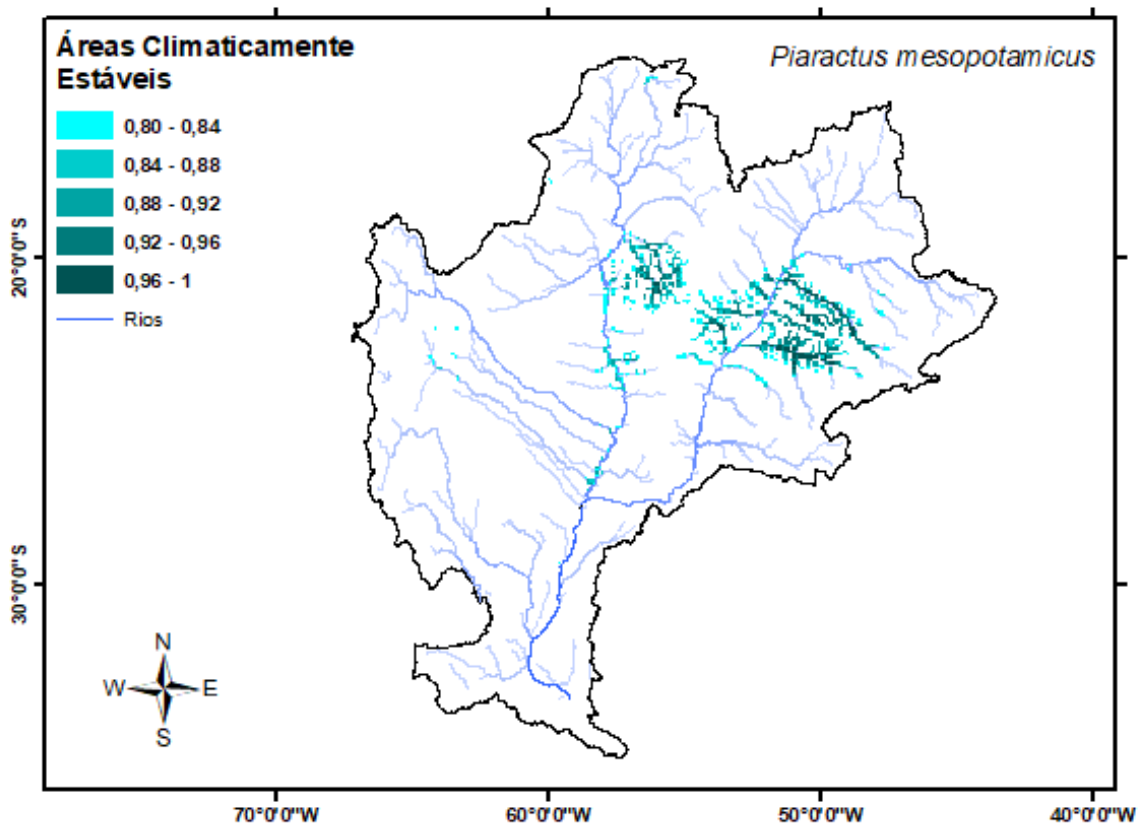 Áreas Climaticamente
Estáveis
0,80 - 0,84
0,84 - 0,88
0,88 - 0,92
0,92 - 0,96
0,96 - 1
Rios
Piaractus mesopotamicus
20°0'0"S
30°0'0"S
N
W
E
S
70°0'0"W
60°0'0"W
50°0'0"W
40°0'0"W